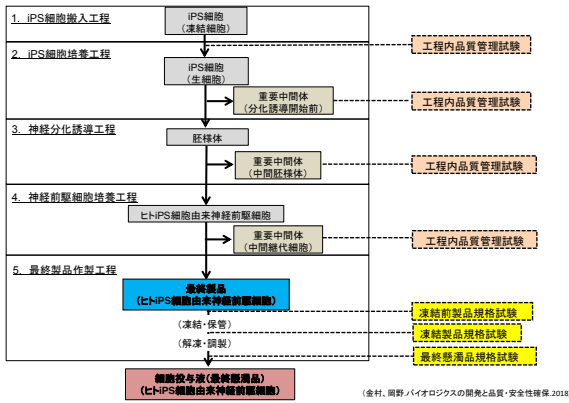 1. iPS細胞搬入工程
iPS細胞
(凍結細胞)
工程内品質管理試験
2. iPS細胞培養工程
iPS細胞
(生細胞)
重要中間体
(分化誘導開始前)
工程内品質管理試験
3. 神経分化誘導工程
胚様体
重要中間体
(中間胚様体)
工程内品質管理試験
4. 神経前駆細胞培養工程
ヒトiPS細胞由来神経前駆細胞
重要中間体
(中間継代細胞)
工程内品質管理試験
5. 最終製品作製工程
最終製品
(ヒトiPS細胞由来神経前駆細胞)
凍結前製品規格試験
(凍結・保管)
凍結製品規格試験
(解凍・調製)
最終懸濁品規格試験
細胞投与液(最終懸濁品)
(ヒトiPS細胞由来神経前駆細胞)
(金村、岡野.バイオロジクスの開発と品質・安全性確保.2018